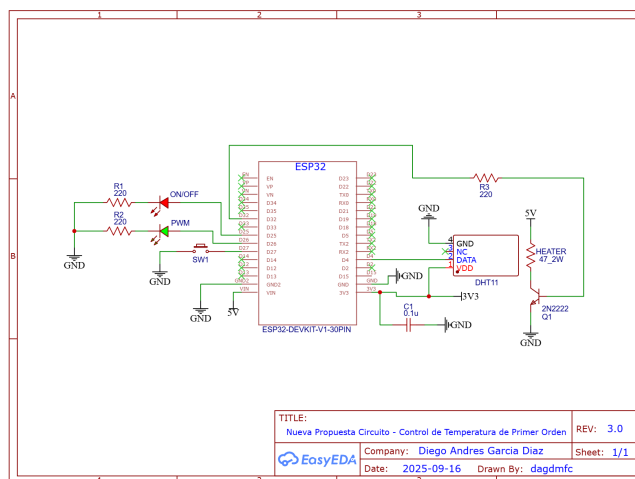 1
2
3
A
B
ESP32
EN
VP
VN
D34
D35
D32
D33
D25
D26
D27
D14
D12
D13
GND2
VIN
D23
D22
TX0
RX0
D21
D19
D18
D5
TX2
RX2
D4
D2
D15
GND
3V3
ESP32-DEVKIT-V1-30PIN
R1
220
R2
220
ON/OFF
PWM
SW1
GND
GND
GND
5V
R3
220
GND
4 GND
3 NC
2 DATA
1 VDD
DHT11
GND
3V3
C1
0.1u
GND
5V
HEATER
47_2W
2N2222
Q1
GND
TITLE:
Nueva Propuesta Circuito - Control de Temperatura de Primer Orden
REV: 3.0
EasyEDA
Company: Diego Andres Garcia Diaz
Sheet: 1/1
Date: 2025-09-16 Drawn By: dagdmfc